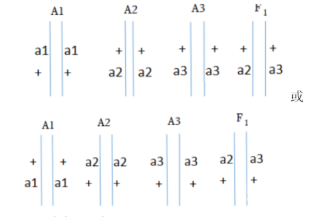 A1 A2 A3 F1
a1 a1 + + + + + +
+ + a2 a2 a3 a3 a2 a3
或
A1 A2 A3 F1
+ + a2 a2 a3 a3 a2 a3
a1 a1 + + + + + +